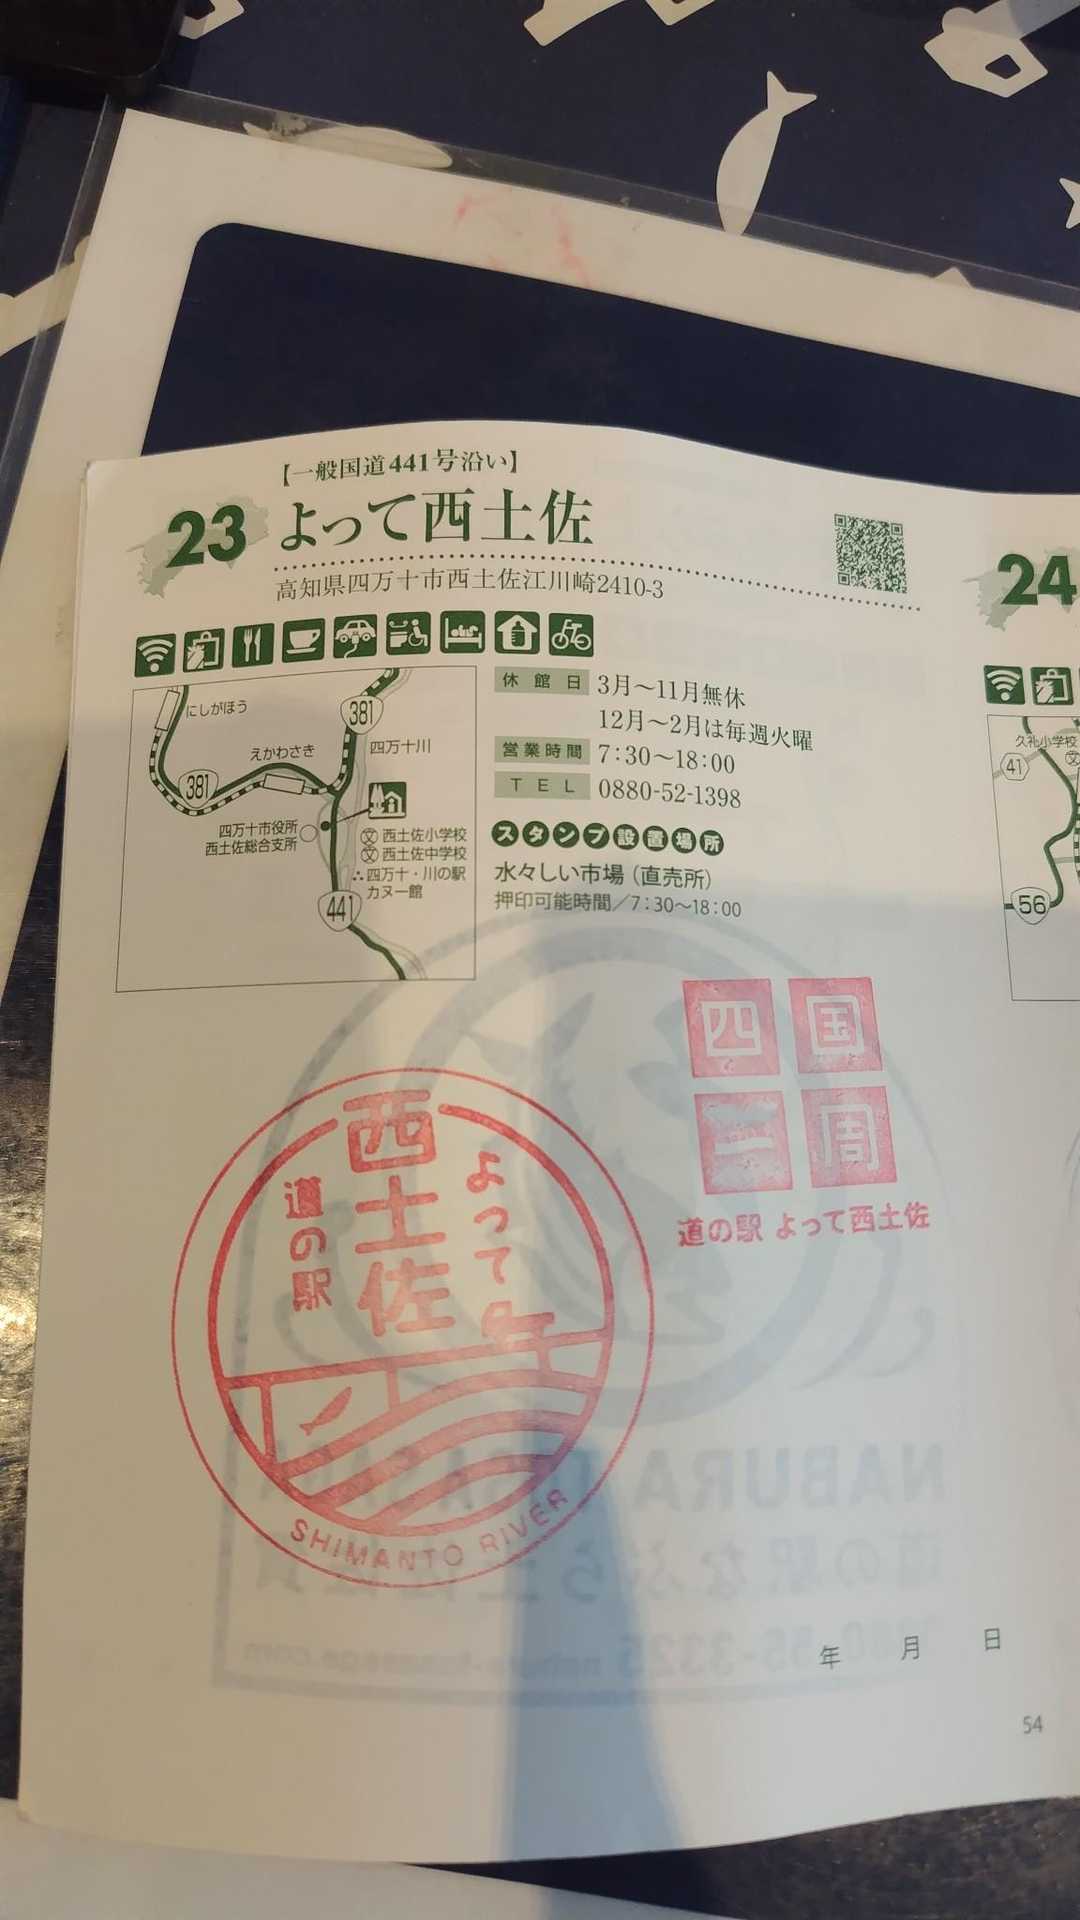 【一般国道441号沿い】
23 よって西土佐
高知県四万十市西土佐江川崎2410-3
休館日 3月～11月無休
12月～2月は毎週火曜
営業時間 7:30～18:00
TEL 0880-52-1398
スタンプ設置場所
水々しい市場（直売所）
押印可能時間／7:30～18:00
にしがほう
381
四万十川
えかわさき
381
四万十市役所
西土佐総合支所
文 西土佐小学校
文 西土佐中学校
∴四万十・川の駅
カヌー館
441
24
久礼小学校
文
41
56
四国
一周
道の駅 よって西土佐
道の駅
よって
西土佐
SHIMANTO RIVER
NABURA
年 月 日
54